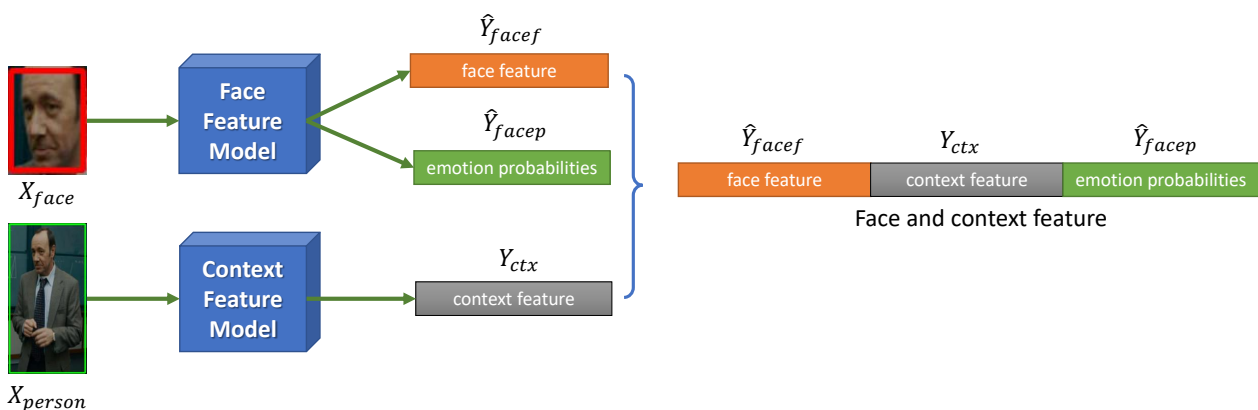 Ŷ_facef
face feature
Face
Feature
Model
Ŷ_facep
emotion probabilities
X_face
Context
Feature
Model
Y_ctx
context feature
X_person
Ŷ_facef Y_ctx Ŷ_facep
face feature context feature emotion probabilities
Face and context feature